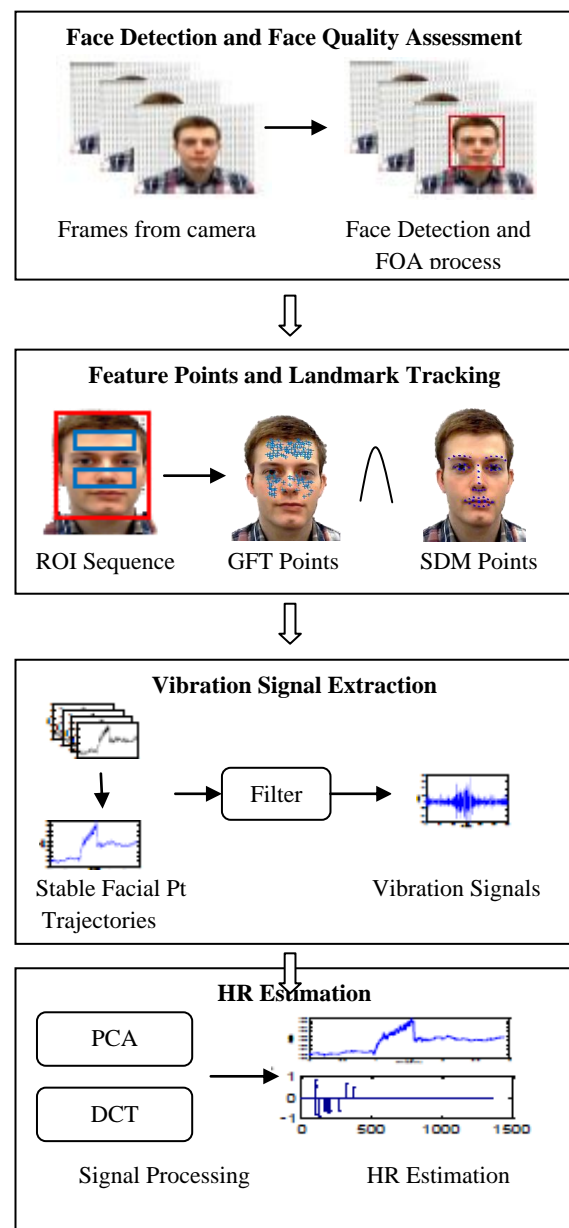 Face Detection and Face Quality Assessment
Frames from camera
Face Detection and
FQA process
Feature Points and Landmark Tracking
ROI Sequence
GFT Points
SDM Points
Vibration Signal Extraction
Filter
Stable Facial Pt
Trajectories
Vibration Signals
HR Estimation
PCA
DCT
1
0
-1
0
500
1000
1500
Signal Processing
HR Estimation